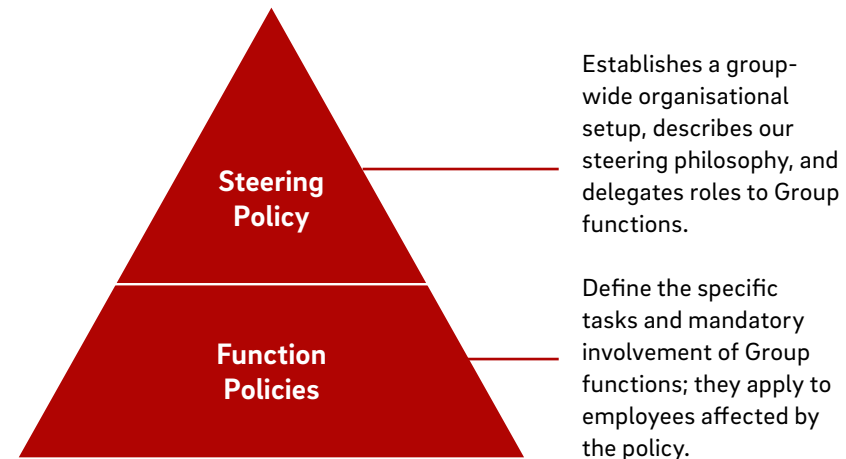 Steering
Policy
Establishes a group-
wide organisational
setup, describes our
steering philosophy, and
delegates roles to Group
functions.
Function
Policies
Define the specific
tasks and mandatory
involvement of Group
functions; they apply to
employees affected by
the policy.